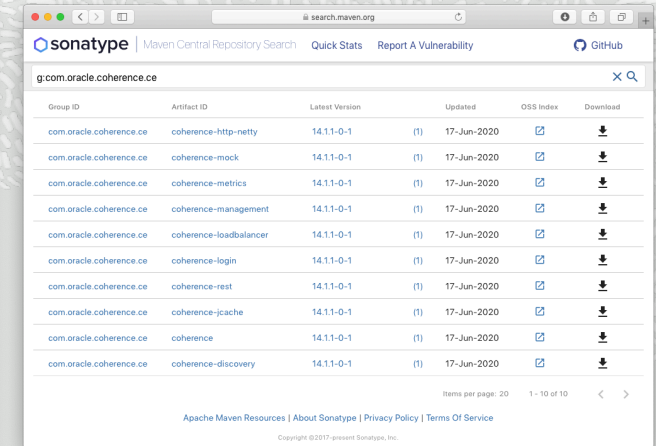 search.maven.org
sonatype | Maven Central Repository Search Quick Stats Report A Vulnerability GitHub
g:com.oracle.coherence.ce
Group ID Artifact ID Latest Version Updated OSS Index Download
com.oracle.coherence.ce coherence-http-netty 14.1.1-0-1 (1) 17-Jun-2020
com.oracle.coherence.ce coherence-mock 14.1.1-0-1 (1) 17-Jun-2020
com.oracle.coherence.ce coherence-metrics 14.1.1-0-1 (1) 17-Jun-2020
com.oracle.coherence.ce coherence-management 14.1.1-0-1 (1) 17-Jun-2020
com.oracle.coherence.ce coherence-loadbalancer 14.1.1-0-1 (1) 17-Jun-2020
com.oracle.coherence.ce coherence-login 14.1.1-0-1 (1) 17-Jun-2020
com.oracle.coherence.ce coherence-rest 14.1.1-0-1 (1) 17-Jun-2020
com.oracle.coherence.ce coherence-jcache 14.1.1-0-1 (1) 17-Jun-2020
com.oracle.coherence.ce coherence 14.1.1-0-1 (1) 17-Jun-2020
com.oracle.coherence.ce coherence-discovery 14.1.1-0-1 (1) 17-Jun-2020
Items per page: 20 1 - 10 of 10
Apache Maven Resources | About Sonatype | Privacy Policy | Terms Of Service
Copyright ©2017-present Sonatype, Inc.